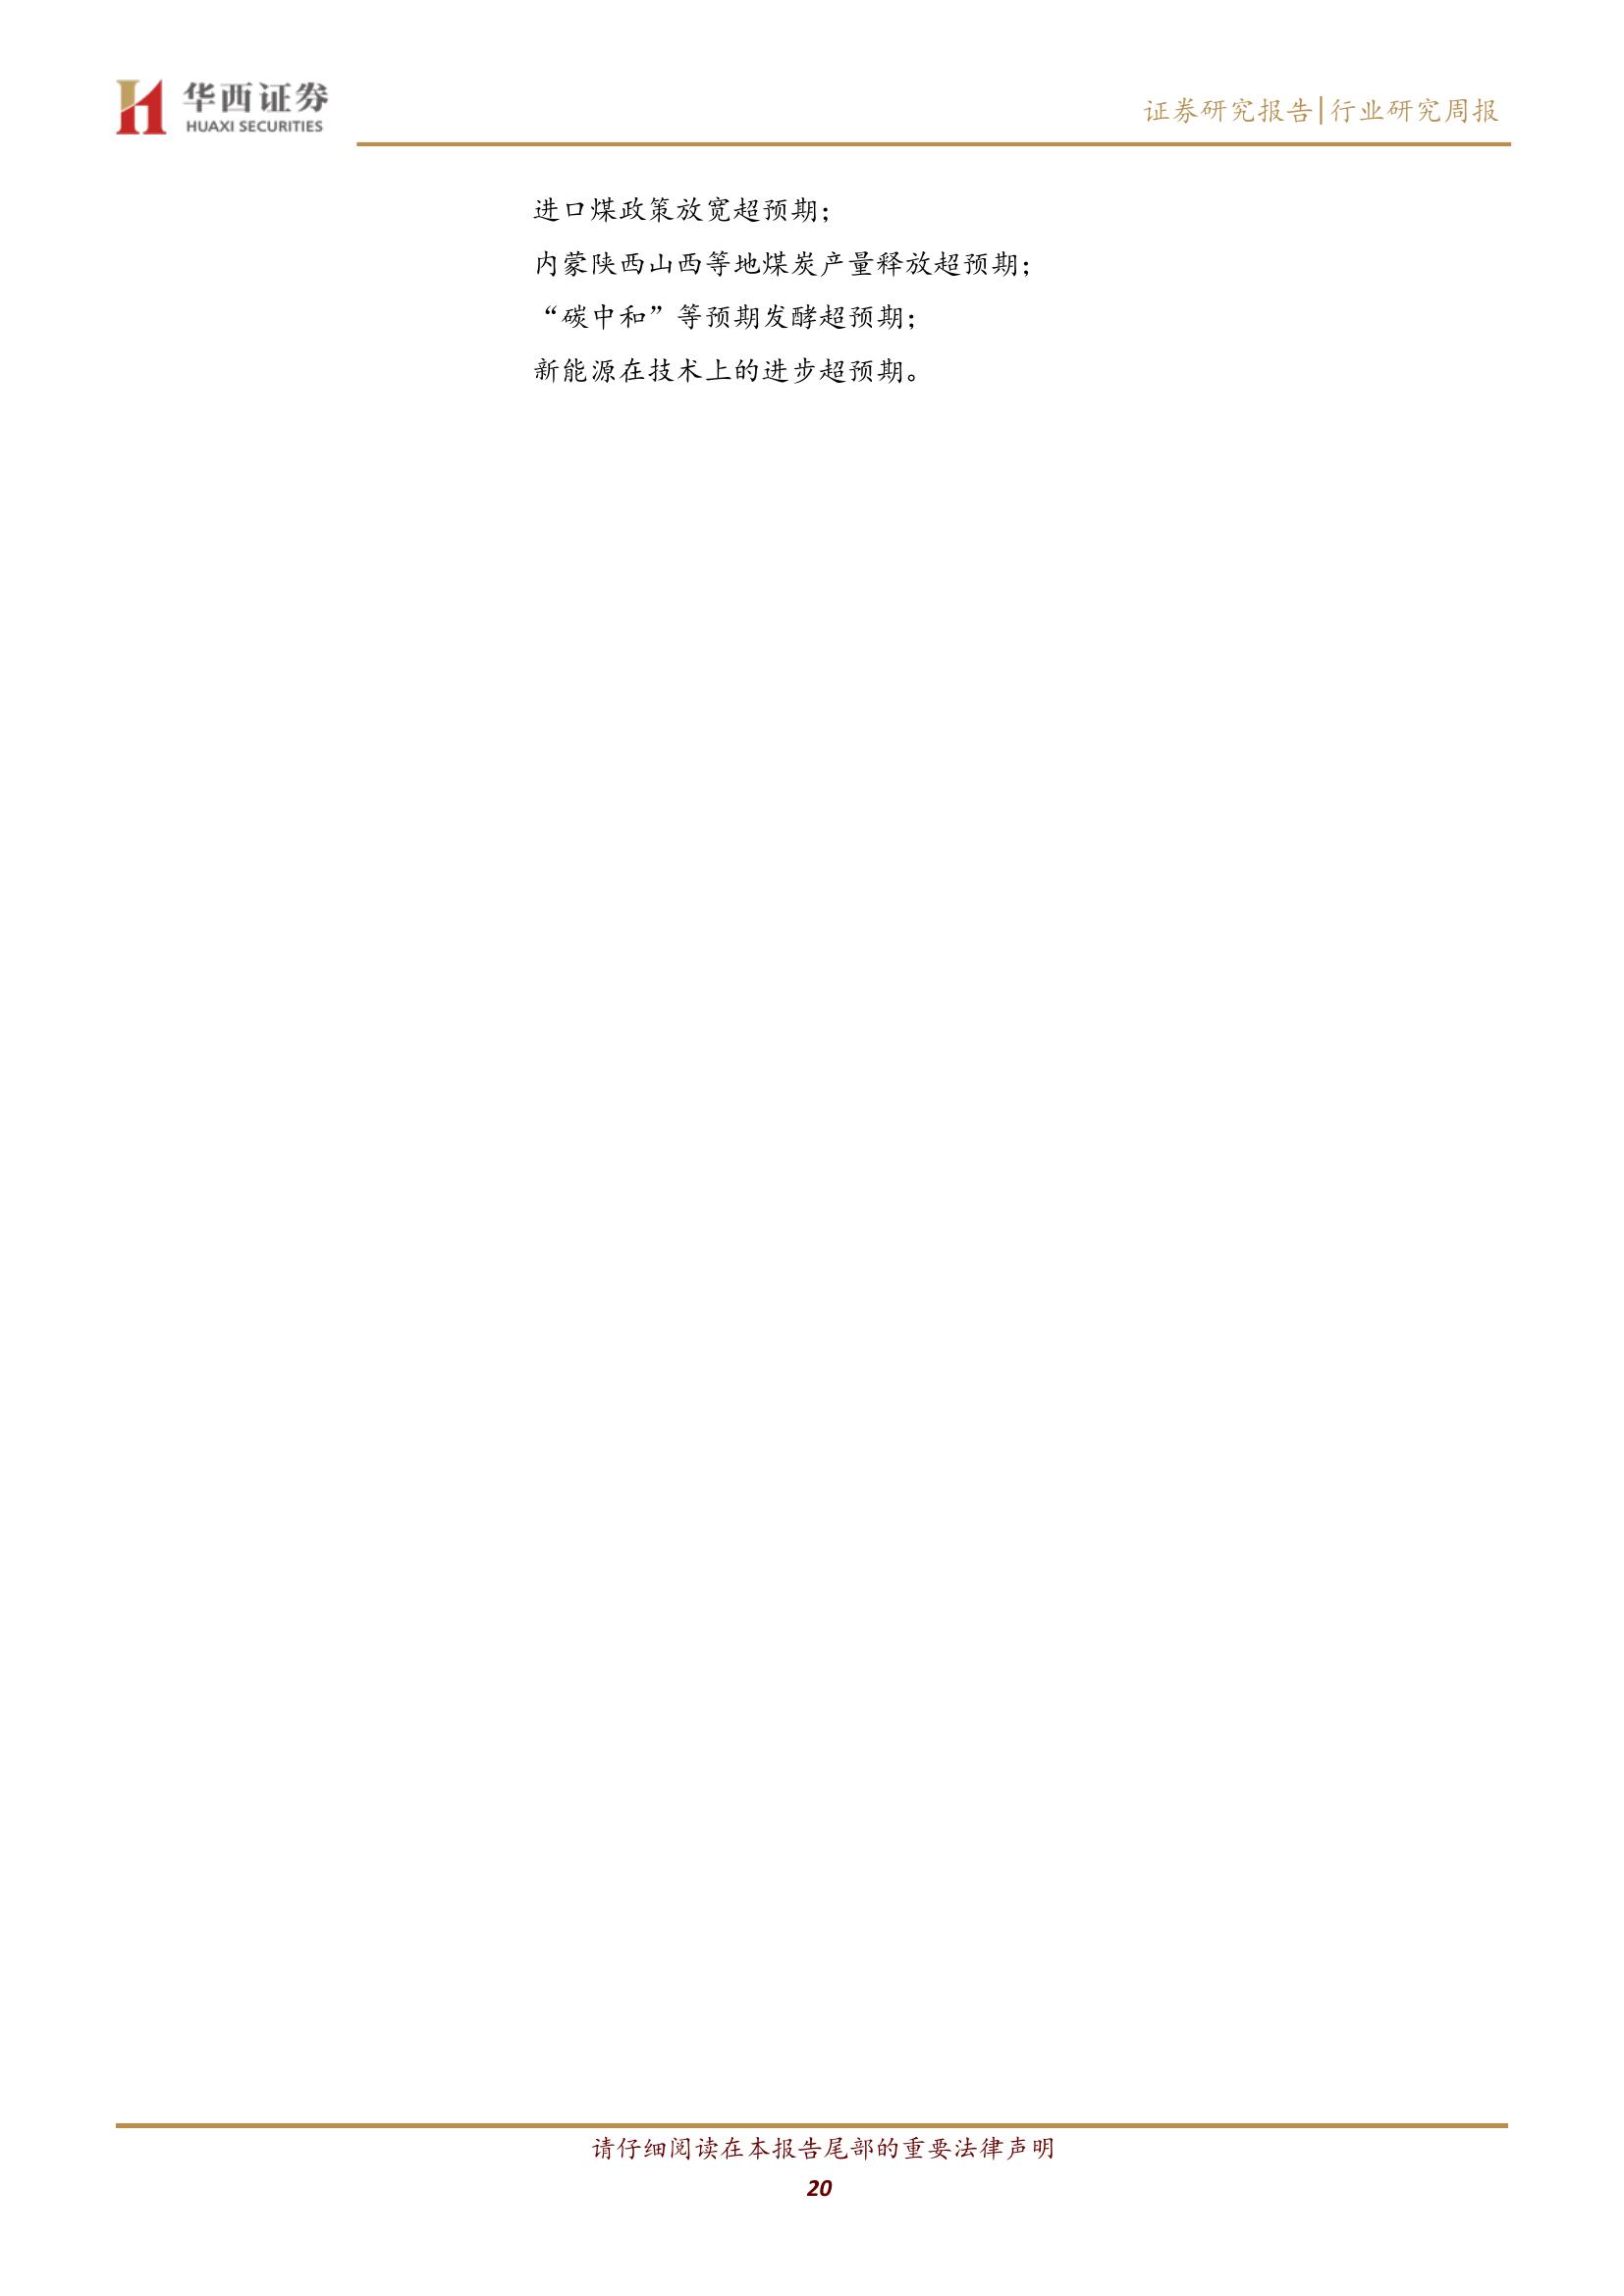 华西证券
HUAXI SECURITIES
证券研究报告|行业研究周报
进口煤政策放宽超预期；
内蒙陕西山西等地煤炭产量释放超预期；
“碳中和”等预期发酵超预期；
新能源在技术上的进步超预期。
请仔细阅读在本报告尾部的重要法律声明
20